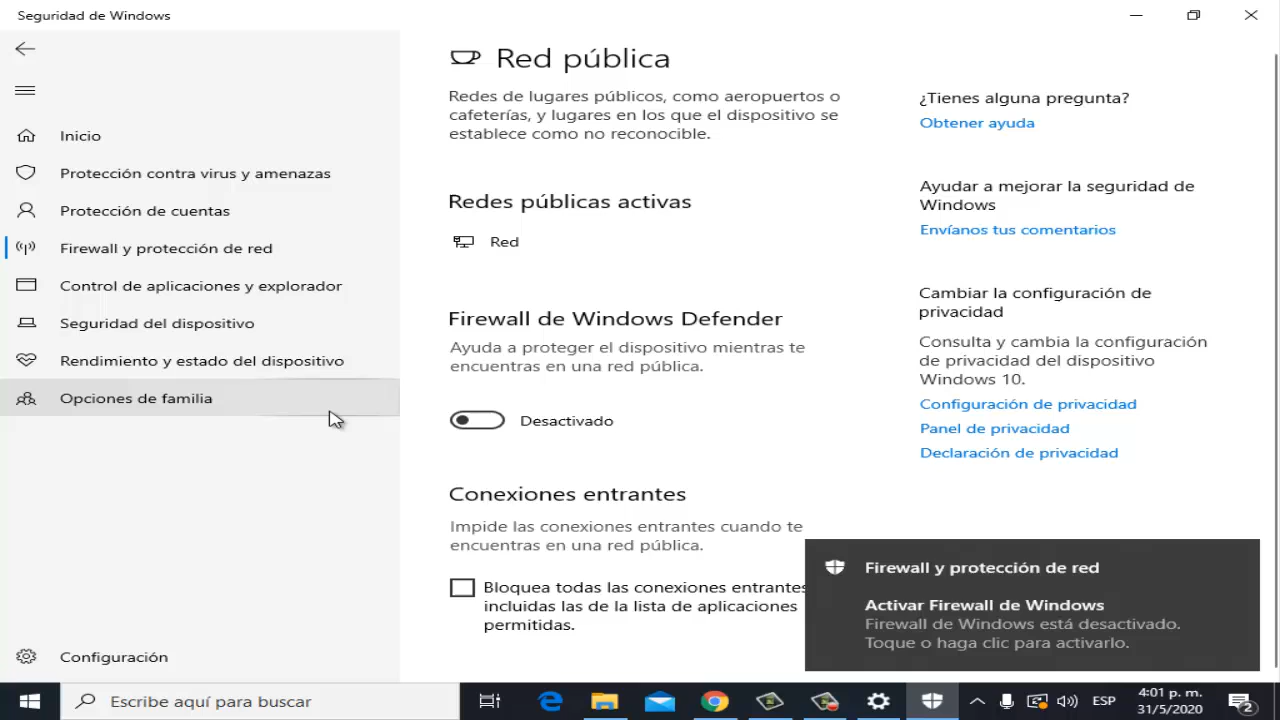 Seguridad de Windows
Inicio
Protección contra virus y amenazas
Protección de cuentas
Firewall y protección de red
Control de aplicaciones y explorador
Seguridad del dispositivo
Rendimiento y estado del dispositivo
Opciones de familia
Configuración
Red pública
Redes de lugares públicos, como aeropuertos o
cafeterías, y lugares en los que el dispositivo se
establece como no reconocible.
Redes públicas activas
Red
Firewall de Windows Defender
Ayuda a proteger el dispositivo mientras te
encuentras en una red pública.
Desactivado
Conexiones entrantes
Impide las conexiones entrantes cuando te
encuentras en una red pública.
Bloquea todas las conexiones entrantes
incluidas las de la lista de aplicaciones
permitidas.
¿Tienes alguna pregunta?
Obtener ayuda
Ayudar a mejorar la seguridad de
Windows
Envíanos tus comentarios
Cambiar la configuración de
privacidad
Consulta y cambia la configuración
de privacidad del dispositivo
Windows 10.
Configuración de privacidad
Panel de privacidad
Declaración de privacidad
Firewall y protección de red
Activar Firewall de Windows
Firewall de Windows está desactivado.
Toque o haga clic para activarlo.
Escribe aquí para buscar
ESP
4:01 p. m.
31/5/2020
2